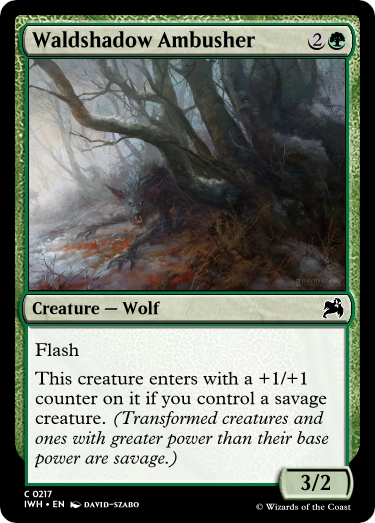 Waldshadow Ambusher 2
Creature — Wolf
Flash
This creature enters with a +1/+1
counter on it if you control a savage
creature. (Transformed creatures and
ones with greater power than their base
power are savage.)
3/2
C 0217
IWH • EN DAVID-SZABO
© Wizards of the Coast